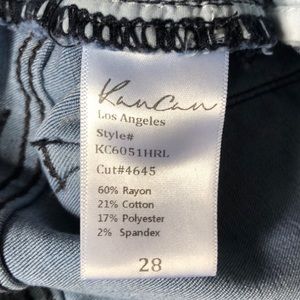 KanCan
Los Angeles
Style#
KC6051HRL
Cut#4645
60% Rayon
21% Cotton
17% Polyester
2% Spandex
28